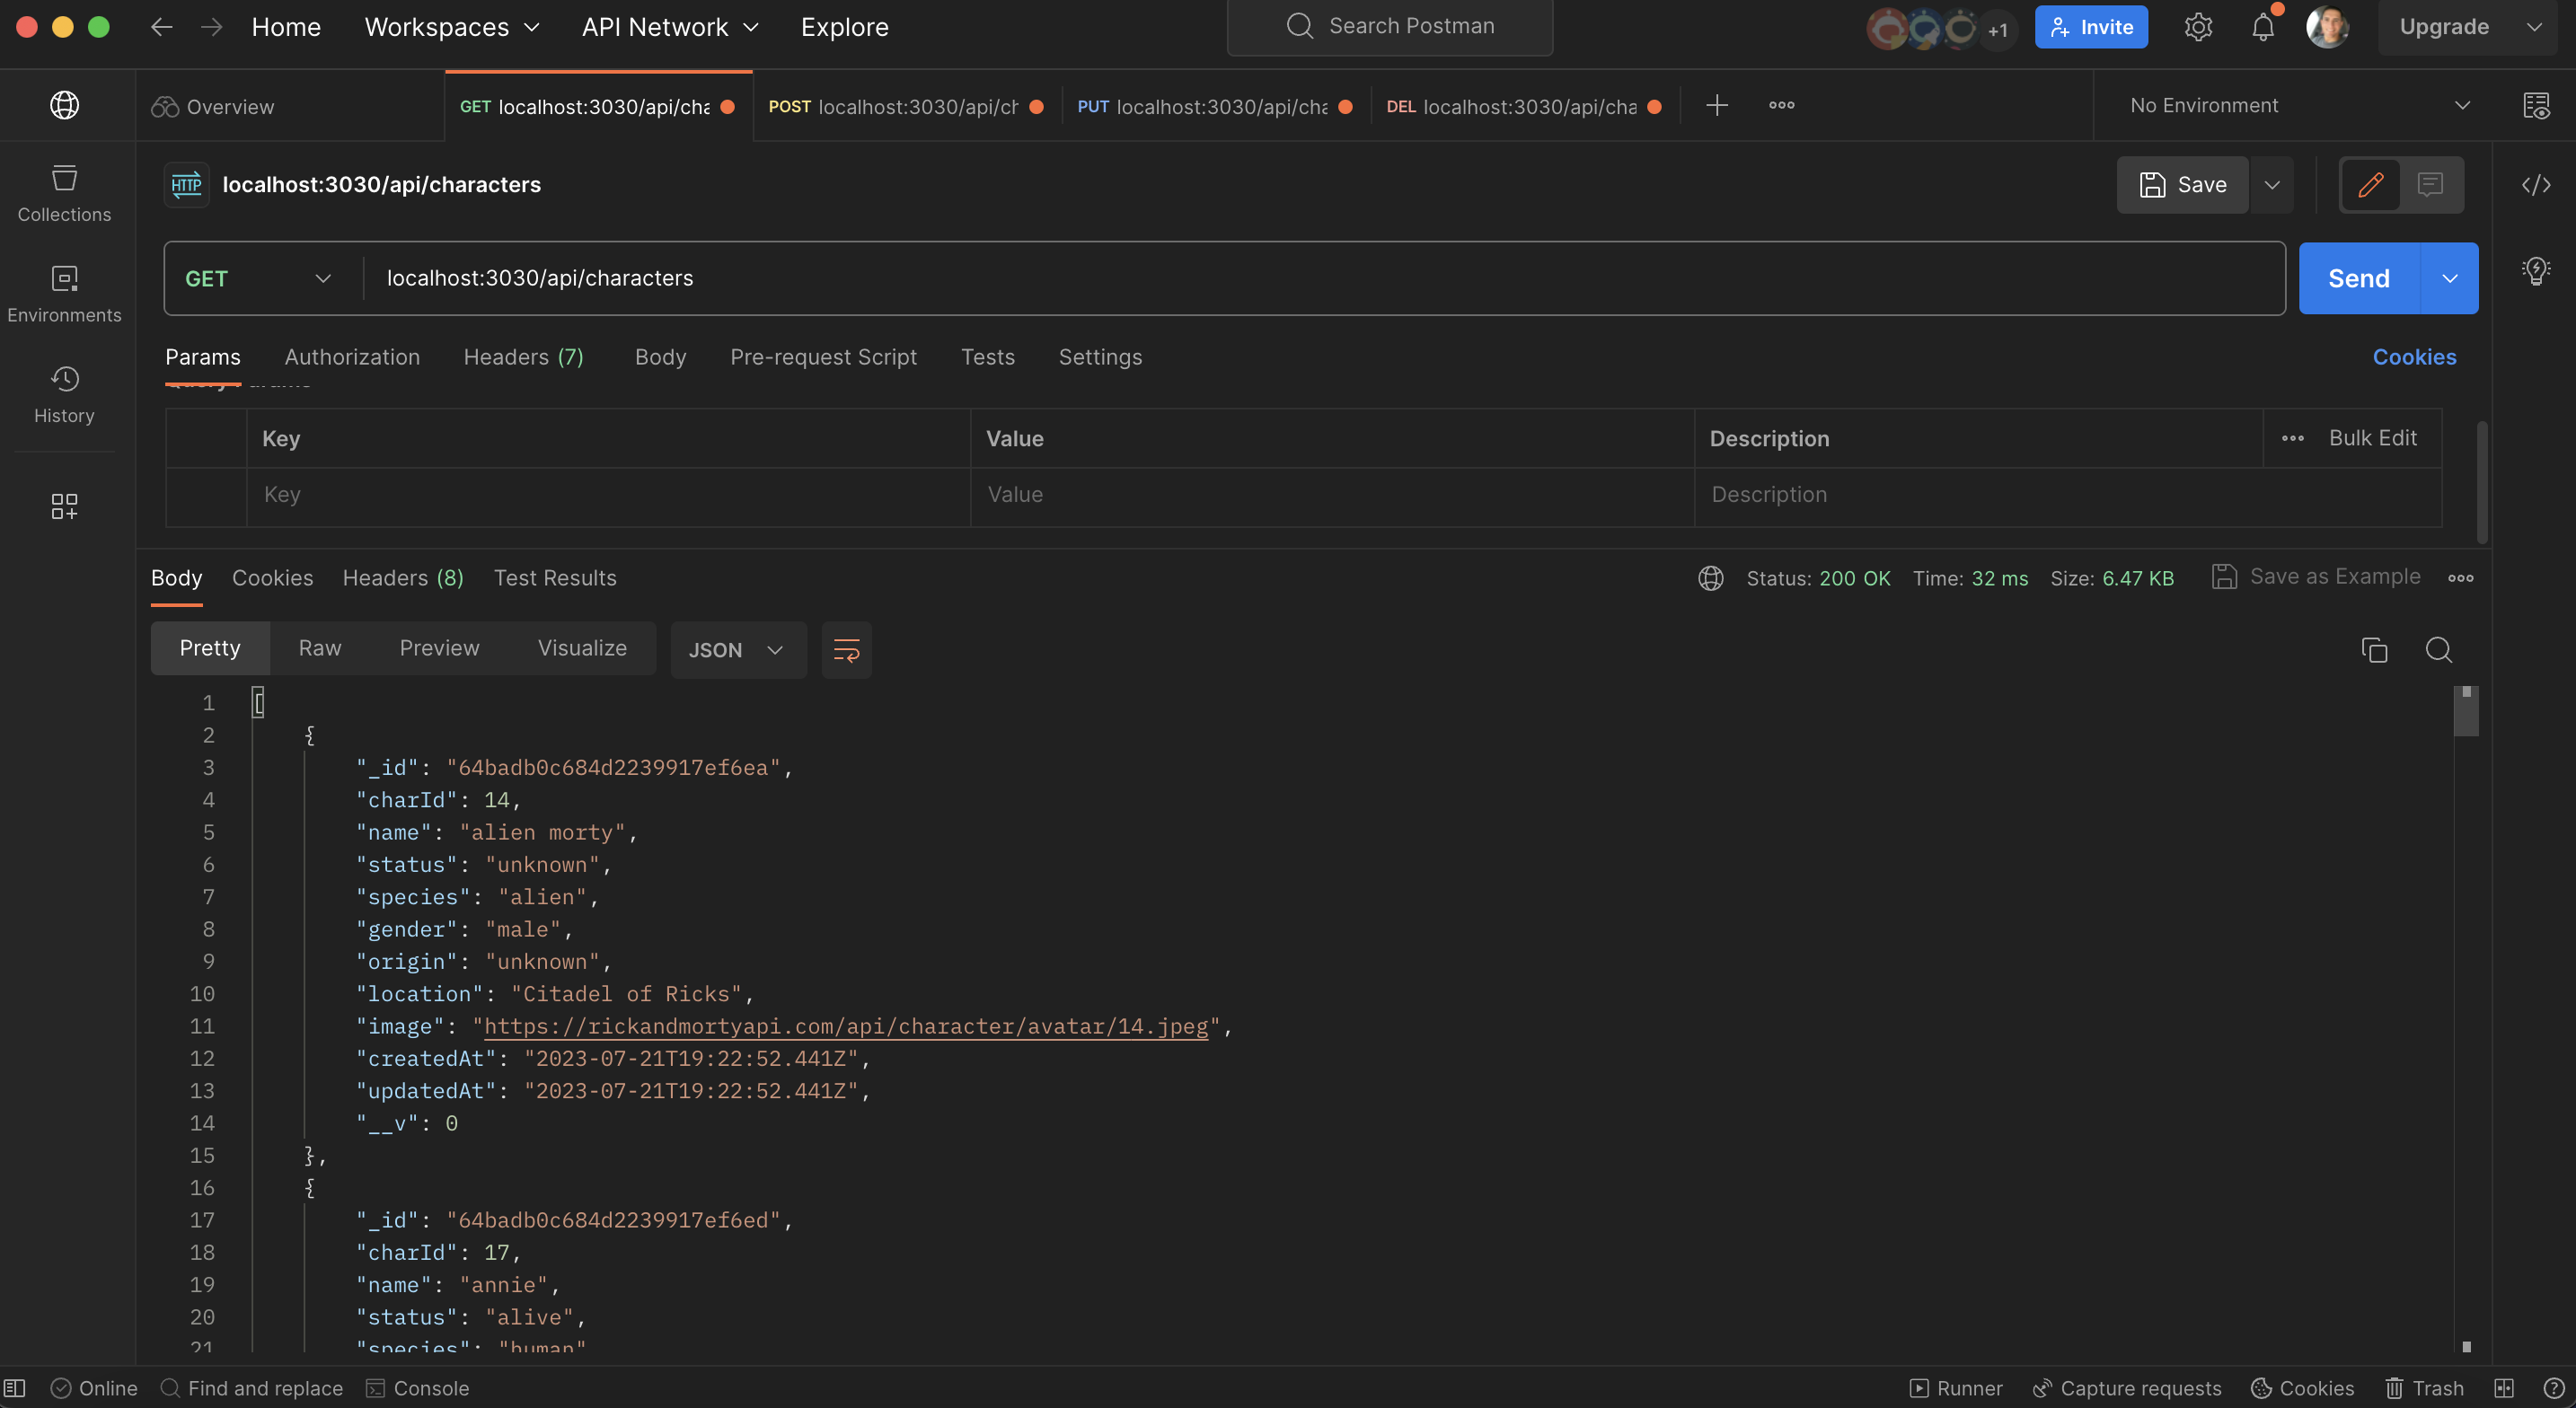 Home Workspaces API Network Explore Search Postman +1 Invite Upgrade
Overview GET localhost:3030/api/cha POST localhost:3030/api/ch PUT localhost:3030/api/cha DEL localhost:3030/api/cha No Environment
HTTP localhost:3030/api/characters Save
Collections
GET localhost:3030/api/characters Send
Environments
Params Authorization Headers (7) Body Pre-request Script Tests Settings Cookies
Query Params
History
Key Value Description Bulk Edit
Key Value Description
Body Cookies Headers (8) Test Results Status: 200 OK Time: 32 ms Size: 6.47 KB Save as Example
Pretty Raw Preview Visualize JSON
1 [
2 {
3 "_id": "64badb0c684d2239917ef6ea",
4 "charId": 14,
5 "name": "alien morty",
6 "status": "unknown",
7 "species": "alien",
8 "gender": "male",
9 "origin": "unknown",
10 "location": "Citadel of Ricks",
11 "image": "https://rickandmortyapi.com/api/character/avatar/14.jpeg",
12 "createdAt": "2023-07-21T19:22:52.441Z",
13 "updatedAt": "2023-07-21T19:22:52.441Z",
14 "__v": 0
15 },
16 {
17 "_id": "64badb0c684d2239917ef6ed",
18 "charId": 17,
19 "name": "annie",
20 "status": "alive",
21 "species": "human"
Online Find and replace Console Runner Capture requests Cookies Trash